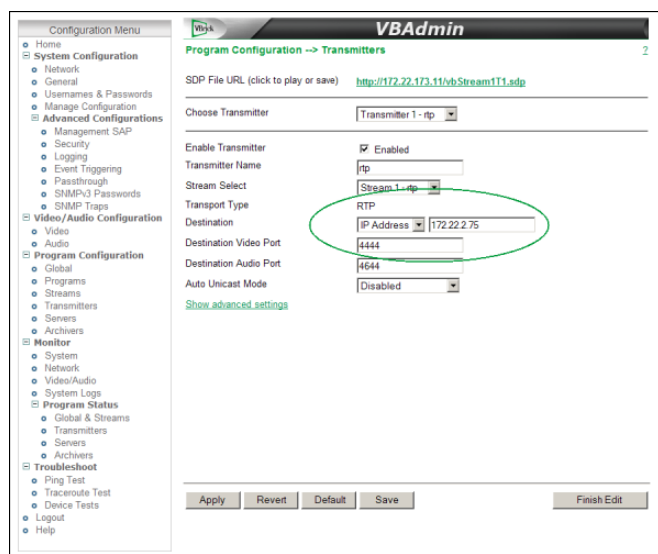 Configuration Menu
Home
System Configuration
Network
General
Usernames & Passwords
Manage Configuration
Advanced Configurations
Management SAP
Security
Logging
Event Triggering
Passthrough
SNMPv3 Passwords
SNMP Traps
Video/Audio Configuration
Video
Audio
Program Configuration
Global
Programs
Streams
Transmitters
Servers
Archivers
Monitor
System
Network
Video/Audio
System Logs
Program Status
Global & Streams
Transmitters
Servers
Archivers
Troubleshoot
Ping Test
Traceroute Test
Device Tests
Logout
Help
VBrick VBAdmin
Program Configuration --> Transmitters ?
SDP File URL (click to play or save) http://172.22.173.11/vbStream1T1.sdp
Choose Transmitter Transmitter 1 - rtp
Enable Transmitter Enabled
Transmitter Name rtp
Stream Select Stream 1 - rtp
Transport Type RTP
Destination IP Address 172.22.2.75
Destination Video Port 4444
Destination Audio Port 4644
Auto Unicast Mode Disabled
Show advanced settings
Apply Revert Default Save Finish Edit